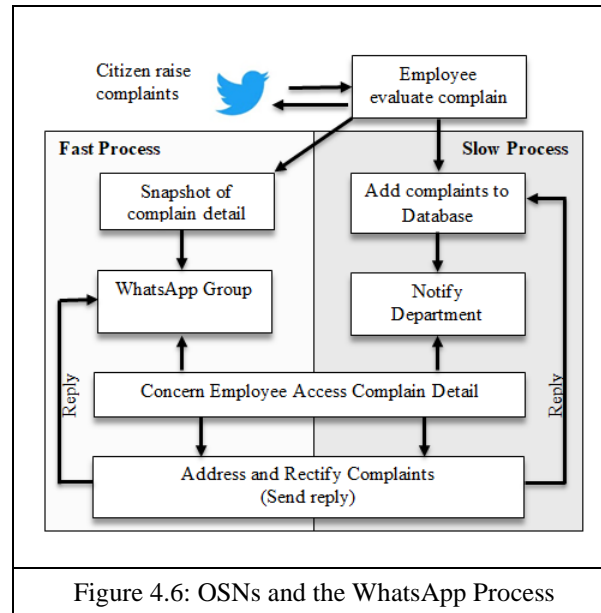 Citizen raise
complaints
Employee
evaluate complain
Fast Process
Slow Process
Snapshot of
complain detail
Add complaints to
Database
WhatsApp Group
Notify
Department
Concern Employee Access Complain Detail
Reply
Reply
Address and Rectify Complaints
(Send reply)
Figure 4.6: OSNs and the WhatsApp Process